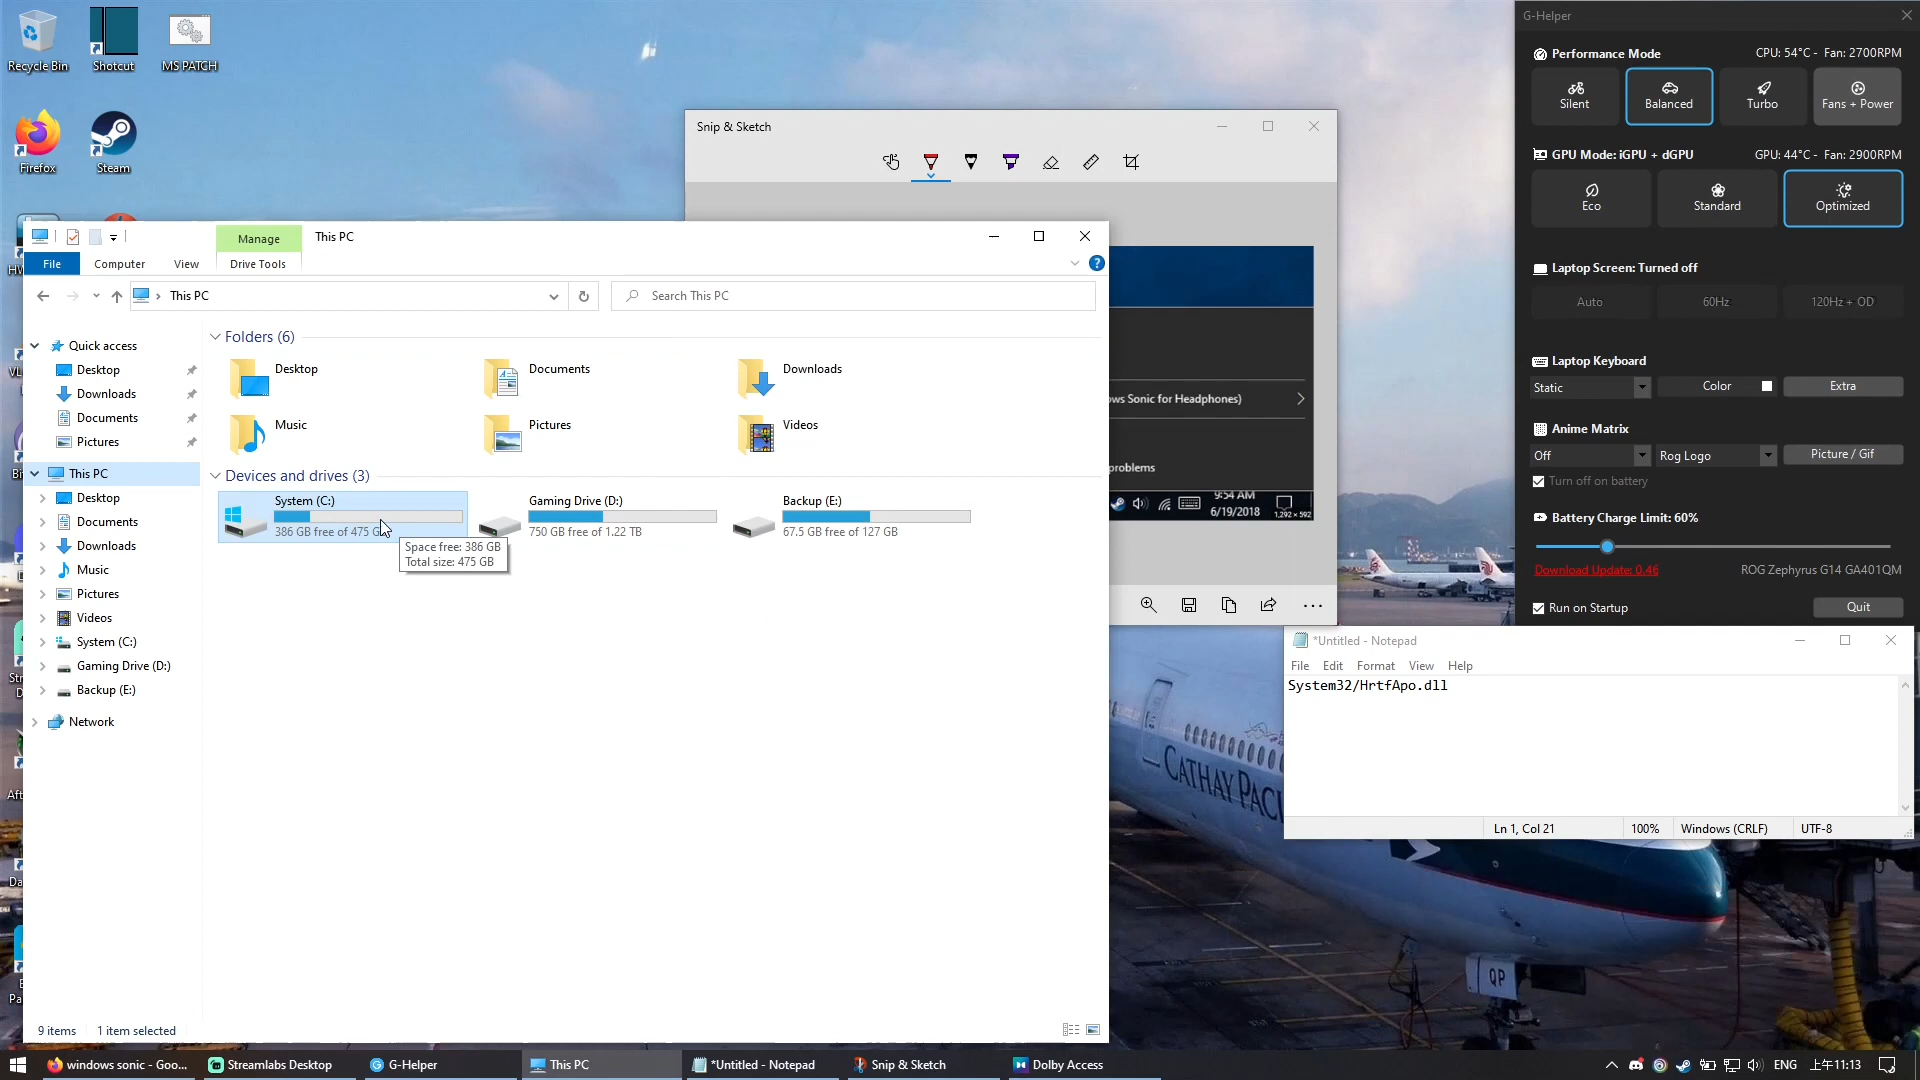 Recycle Bin
Shotcut
MS PATCH
Firefox
Steam
G-Helper
Performance Mode
CPU: 54°C - Fan: 2700RPM
Silent
Balanced
Turbo
Fans + Power
GPU Mode: iGPU + dGPU
GPU: 44°C - Fan: 2900RPM
Eco
Standard
Optimized
Laptop Screen: Turned off
Auto
60Hz
120Hz + OD
Laptop Keyboard
Static
Color
Extra
Anime Matrix
Off
Rog Logo
Picture / Gif
Turn off on battery
Battery Charge Limit: 60%
Download Update: 0.46
ROG Zephyrus G14 GA401QM
Run on Startup
Quit
Snip & Sketch
ows Sonic for Headphones)
problems
9:54 AM
6/19/2018
1,292 × 592
Manage
This PC
File
Computer
View
Drive Tools
This PC
Search This PC
Quick access
Desktop
Downloads
Documents
Pictures
This PC
Desktop
Documents
Downloads
Music
Pictures
Videos
System (C:)
Gaming Drive (D:)
Backup (E:)
Network
Folders (6)
Desktop
Documents
Downloads
Music
Pictures
Videos
Devices and drives (3)
System (C:)
386 GB free of 475 G
Gaming Drive (D:)
750 GB free of 1.22 TB
Backup (E:)
67.5 GB free of 127 GB
Space free: 386 GB
Total size: 475 GB
9 items
1 item selected
*Untitled - Notepad
File
Edit
Format
View
Help
System32/HrtfApo.dll
Ln 1, Col 21
100%
Windows (CRLF)
UTF-8
CATHAY PACI
QP
windows sonic - Goo...
Streamlabs Desktop
G-Helper
This PC
*Untitled - Notepad
Snip & Sketch
Dolby Access
ENG
上午11:13